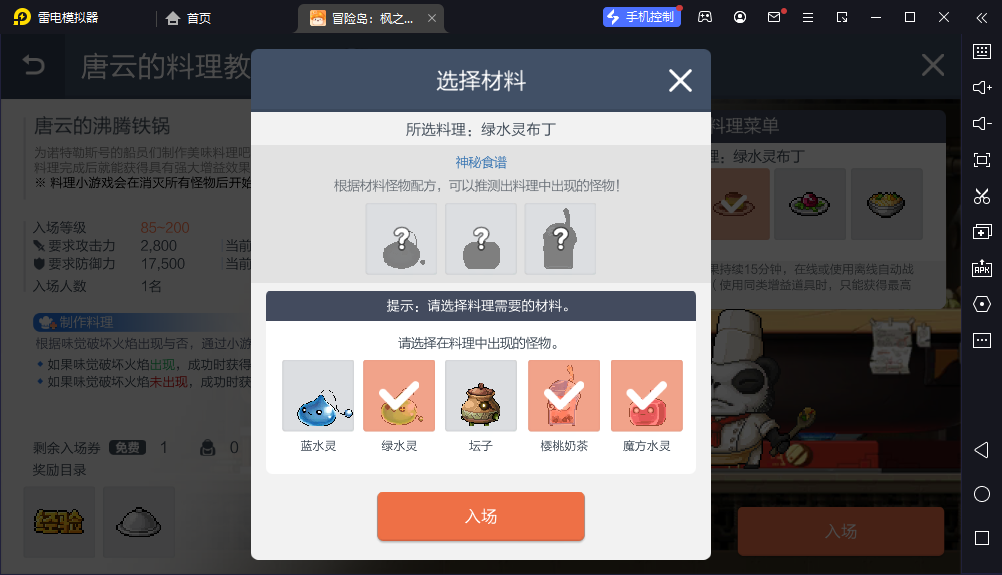 雷电模拟器
首页
冒险岛：枫之...
手机控制
唐云的料理教
选择材料
唐云的沸腾铁锅
为诺特勒斯号的船员们制作美味料理吧
料理完成后就能获得具有强大增益效果
※ 料理小游戏会在消灭所有怪物后开始
入场等级 85~200
要求攻击力 2,800 当前
要求防御力 17,500 当前
入场人数 1名
制作料理
根据味觉破坏火焰出现与否，通过小游
如果味觉破坏火焰出现，成功时获得
如果味觉破坏火焰未出现，成功时获
剩余入场券 免费 1 0
奖励目录
经验
所选料理：绿水灵布丁
神秘食谱
根据材料怪物配方，可以推测出料理中出现的怪物！
? ? ?
提示：请选择料理需要的材料。
请选择在料理中出现的怪物。
蓝水灵 绿水灵 坛子 樱桃奶茶 魔方水灵
入场
料理菜单
理：绿水灵布丁
果持续15分钟，在线或使用离线自动战
（使用同类增益道具时，只能获得最高
入场
APK